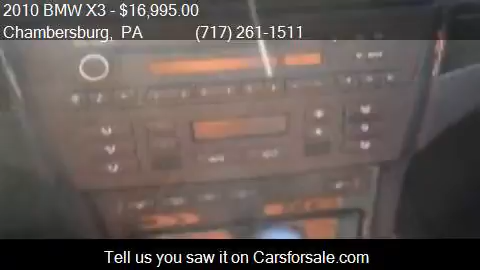 2010 BMW X3 - $16,995.00
Chambersburg, PA (717) 261-1511
Tell us you saw it on Carsforsale.com